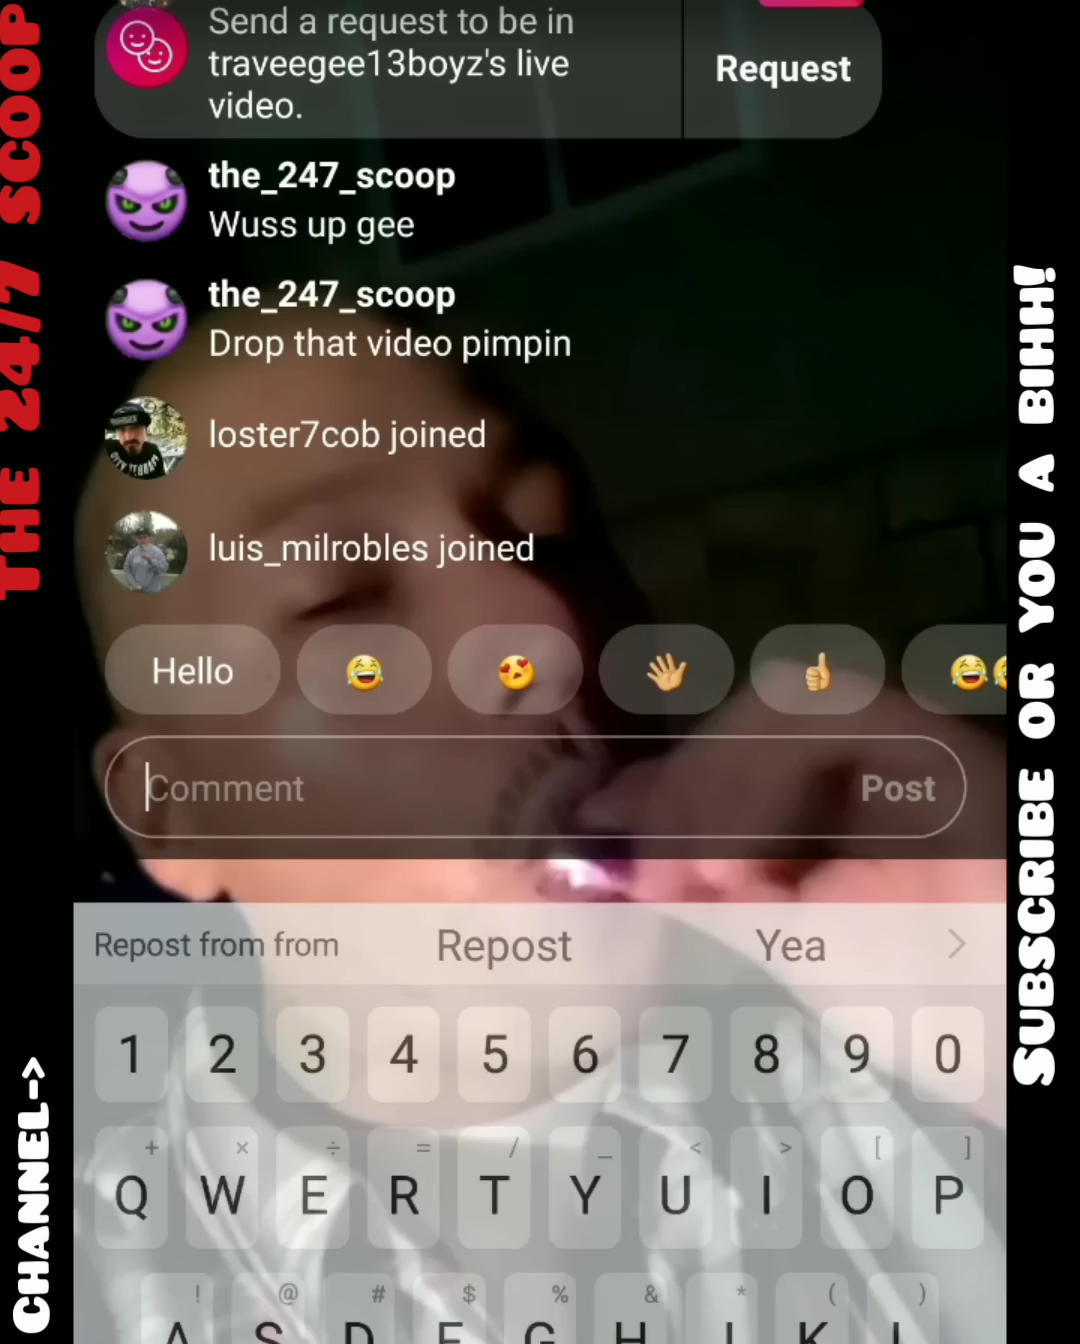 THE 24/7 SCOOP
CHANNEL-->
SUBSCRIBE OR YOU A BIHH!
Send a request to be in
traveegee13boyz's live
video.
Request
the_247_scoop
Wuss up gee
the_247_scoop
Drop that video pimpin
loster7cob joined
luis_milrobles joined
Hello
Comment
Post
Repost from from
Repost
Yea
1 2 3 4 5 6 7 8 9 0
+ × ÷ = / _ < > [ ]
Q W E R T Y U I O P
! @ # $ % & * ( )
A S D F G H J K L